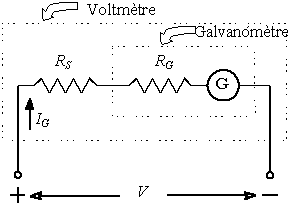 Voltmètre
Galvanomètre
R_S R_G
G
I_G
+ V −